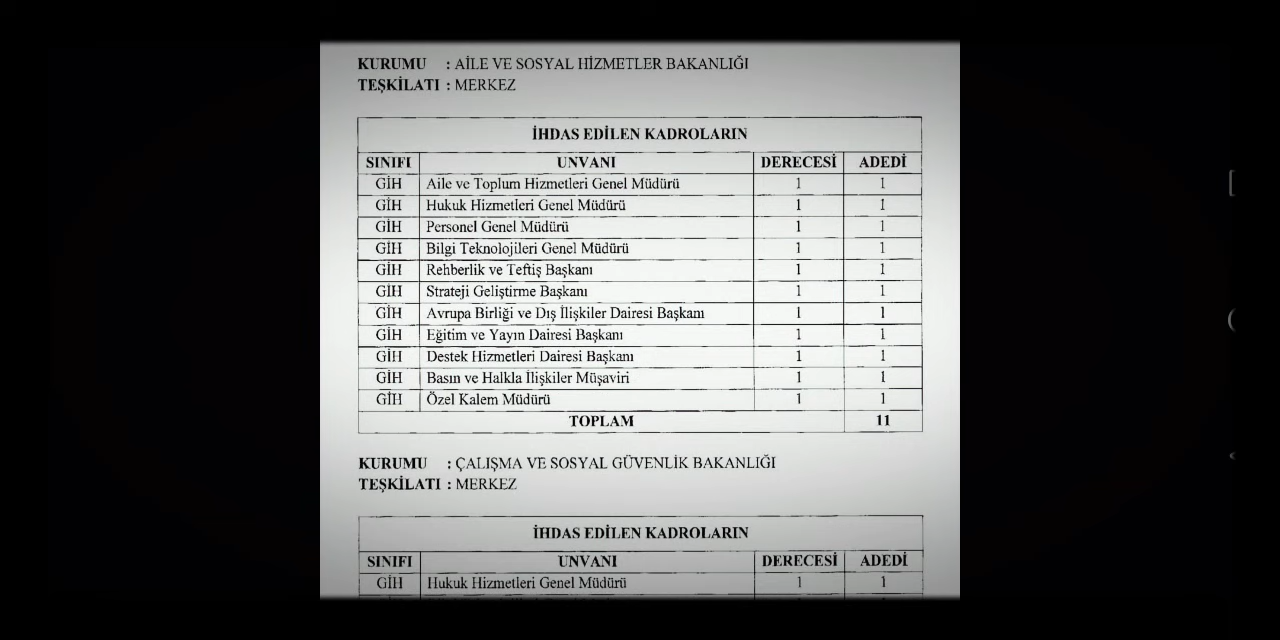 KURUMU : AİLE VE SOSYAL HİZMETLER BAKANLIĞI
TEŞKİLATI : MERKEZ
İHDAS EDİLEN KADROLARIN
SINIFI UNVANI DERECESİ ADEDİ
GİH Aile ve Toplum Hizmetleri Genel Müdürü 1 1
GİH Hukuk Hizmetleri Genel Müdürü 1 1
GİH Personel Genel Müdürü 1 1
GİH Bilgi Teknolojileri Genel Müdürü 1 1
GİH Rehberlik ve Teftiş Başkanı 1 1
GİH Strateji Geliştirme Başkanı 1 1
GİH Avrupa Birliği ve Dış İlişkiler Dairesi Başkanı 1 1
GİH Eğitim ve Yayın Dairesi Başkanı 1 1
GİH Destek Hizmetleri Dairesi Başkanı 1 1
GİH Basın ve Halkla İlişkiler Müşaviri 1 1
GİH Özel Kalem Müdürü 1 1
TOPLAM 11
KURUMU : ÇALIŞMA VE SOSYAL GÜVENLİK BAKANLIĞI
TEŞKİLATI : MERKEZ
İHDAS EDİLEN KADROLARIN
SINIFI UNVANI DERECESİ ADEDİ
GİH Hukuk Hizmetleri Genel Müdürü 1 1